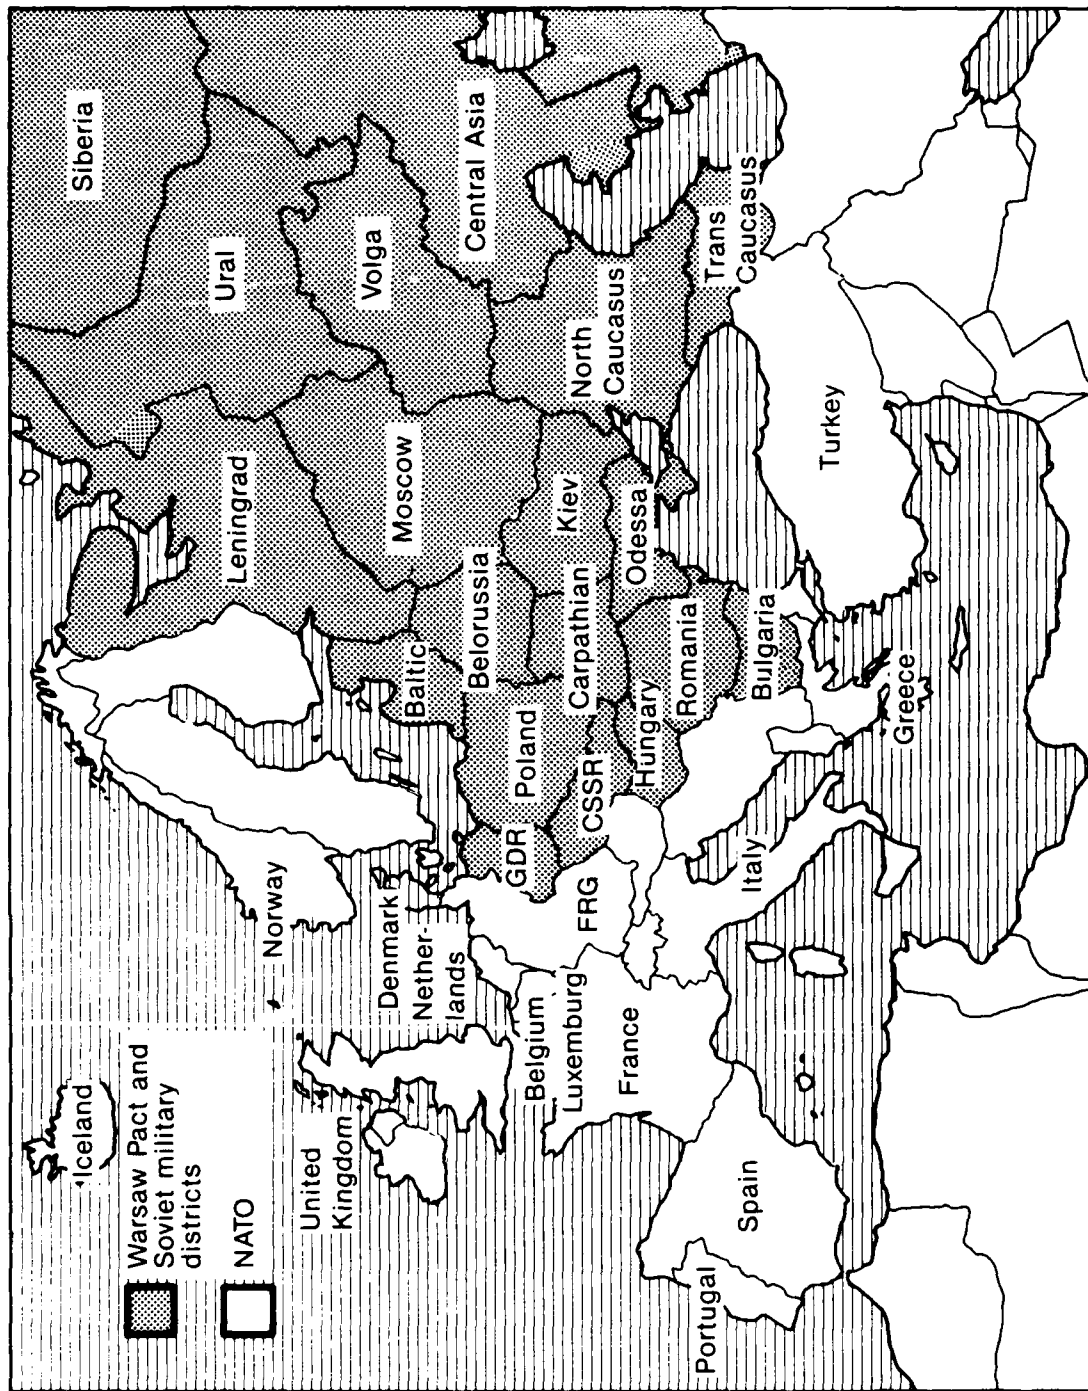 Iceland
Siberia
Warsaw Pact and
Soviet military
districts
NATO
Norway
Leningrad
Ural
United
Kingdom
Denmark
Nether-
lands
Baltic
Moscow
Volga
Belorussia
Central Asia
GDR
Poland
Belgium
Luxemburg
FRG
CSSR
Carpathian
Kiev
North
Caucasus
France
Hungary
Odessa
Romania
Portugal
Spain
Italy
Bulgaria
Trans
Caucasus
Greece
Turkey